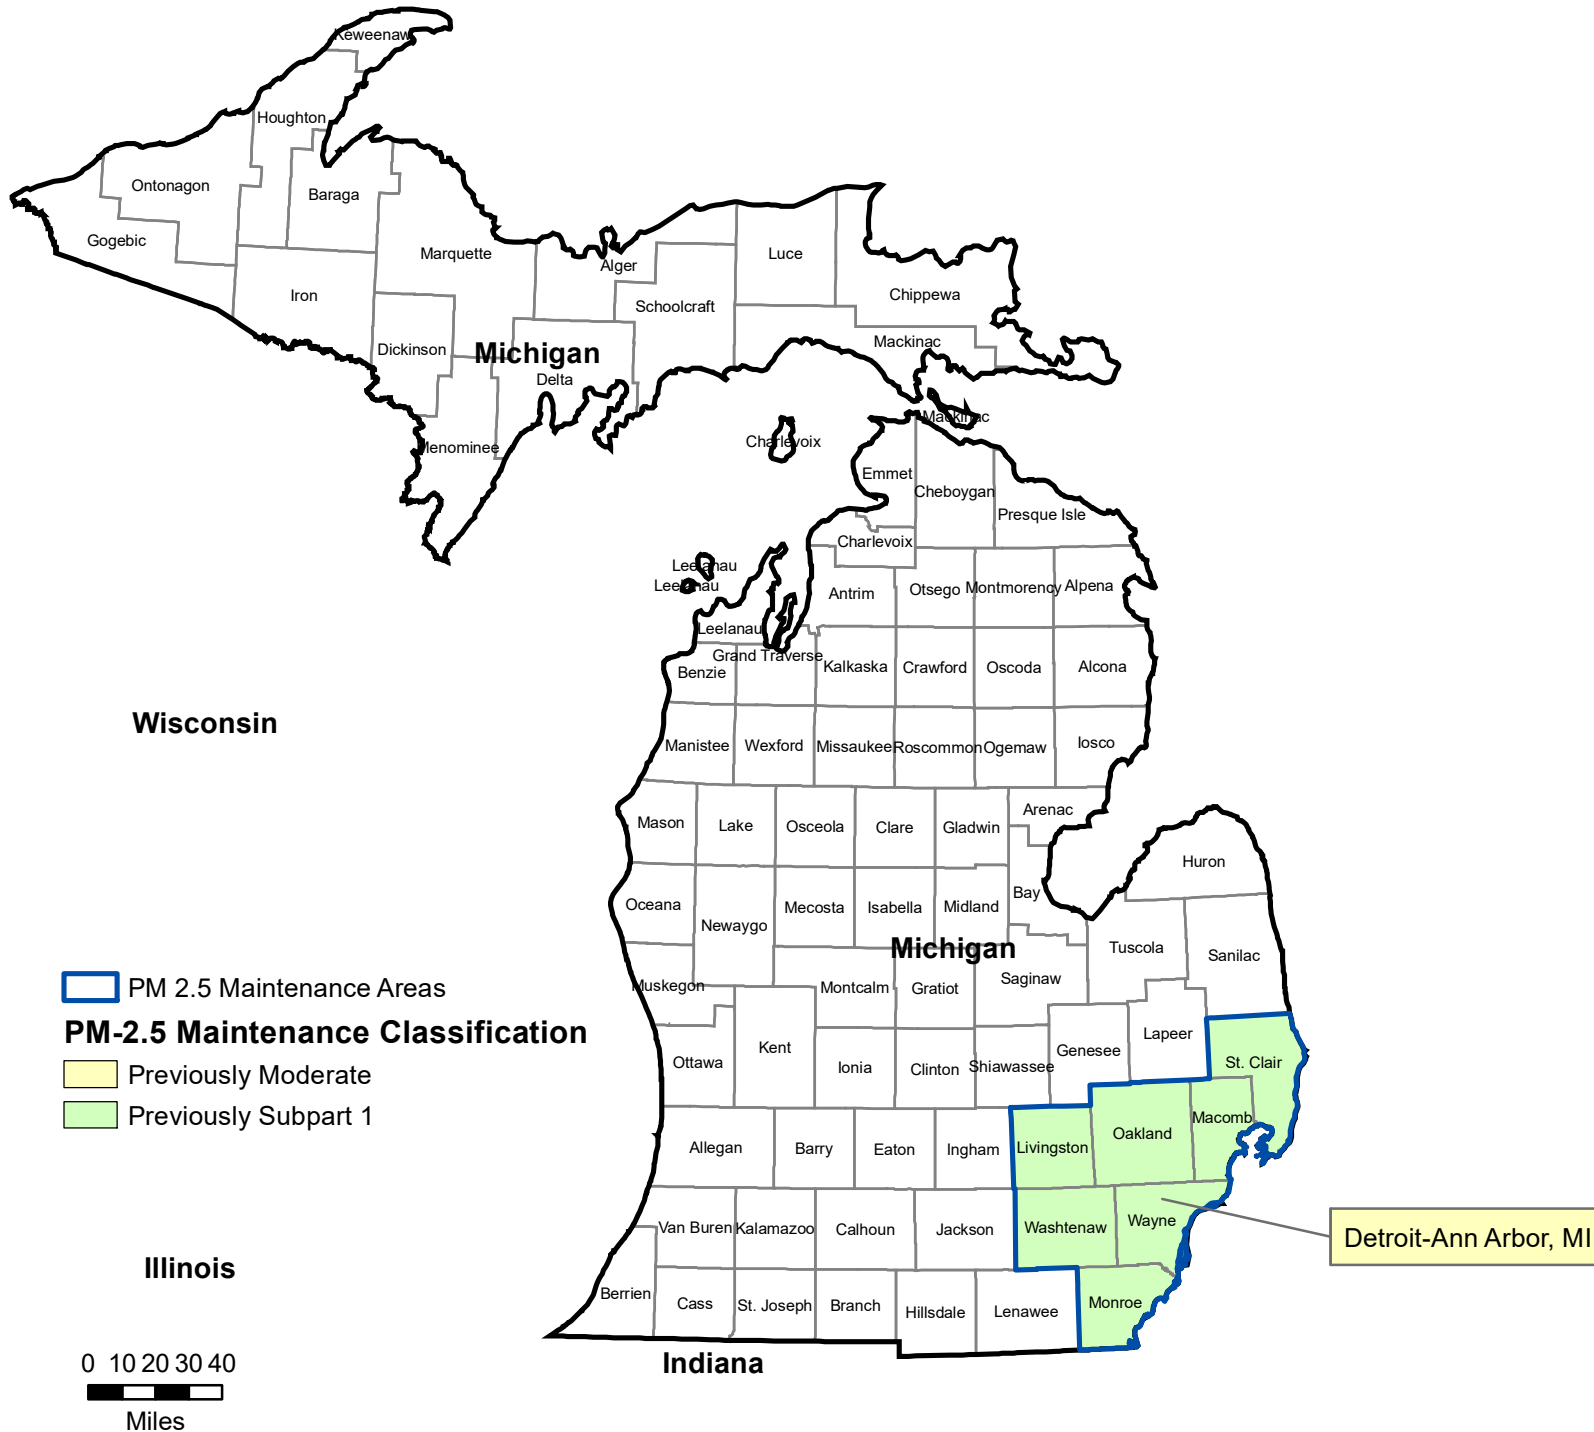 Keweenaw
Houghton
Ontonagon
Baraga
Gogebic
Marquette
Alger
Luce
Iron
Schoolcraft
Chippewa
Dickinson
Michigan
Mackinac
Delta
Mackinac
Charlevoix
Menominee
Emmet
Cheboygan
Presque Isle
Charlevoix
Leelanau
Leelanau
Antrim
Otsego
Montmorency
Alpena
Leelanau
Grand Traverse
Benzie
Kalkaska
Crawford
Oscoda
Alcona
Wisconsin
Manistee
Wexford
Missaukee
Roscommon
Ogemaw
Iosco
Arenac
Mason
Lake
Osceola
Clare
Gladwin
Huron
Bay
Oceana
Mecosta
Isabella
Midland
Newaygo
Michigan
Tuscola
Sanilac
Saginaw
Muskegon
Montcalm
Gratiot
PM 2.5 Maintenance Areas
PM-2.5 Maintenance Classification
Previously Moderate
Previously Subpart 1
Lapeer
Kent
Genesee
Ottawa
Ionia
Clinton
Shiawassee
St. Clair
Macomb
Oakland
Allegan
Barry
Eaton
Ingham
Livingston
Van Buren
Kalamazoo
Calhoun
Jackson
Washtenaw
Wayne
Detroit-Ann Arbor, MI
Illinois
Berrien
Cass
St. Joseph
Branch
Hillsdale
Lenawee
Monroe
Indiana
0 10 20 30 40
Miles